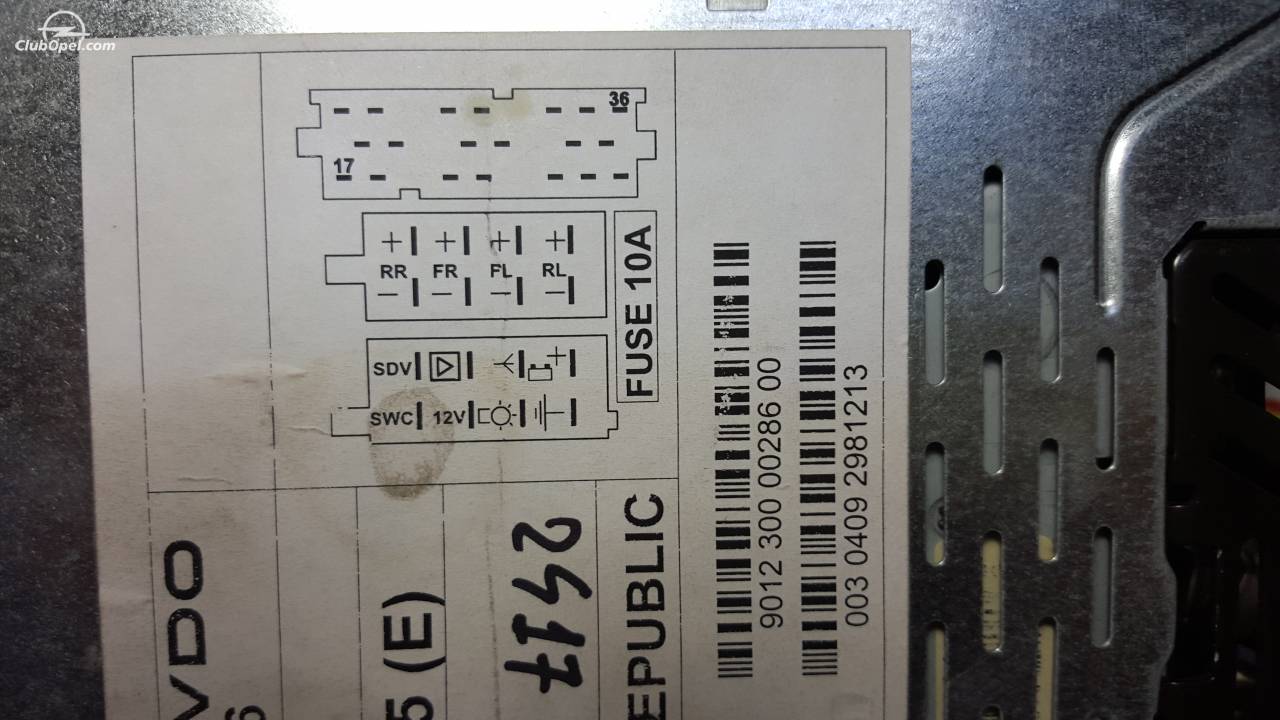 ClubOpel.com
36
17
+ + + +
RR FR FL RL
- - - -
SDV +
SWC 12V
FUSE 10A
VDO
5 (E)
2417
EPUBLIC
9012 300 00286 00
003 0409 2981213